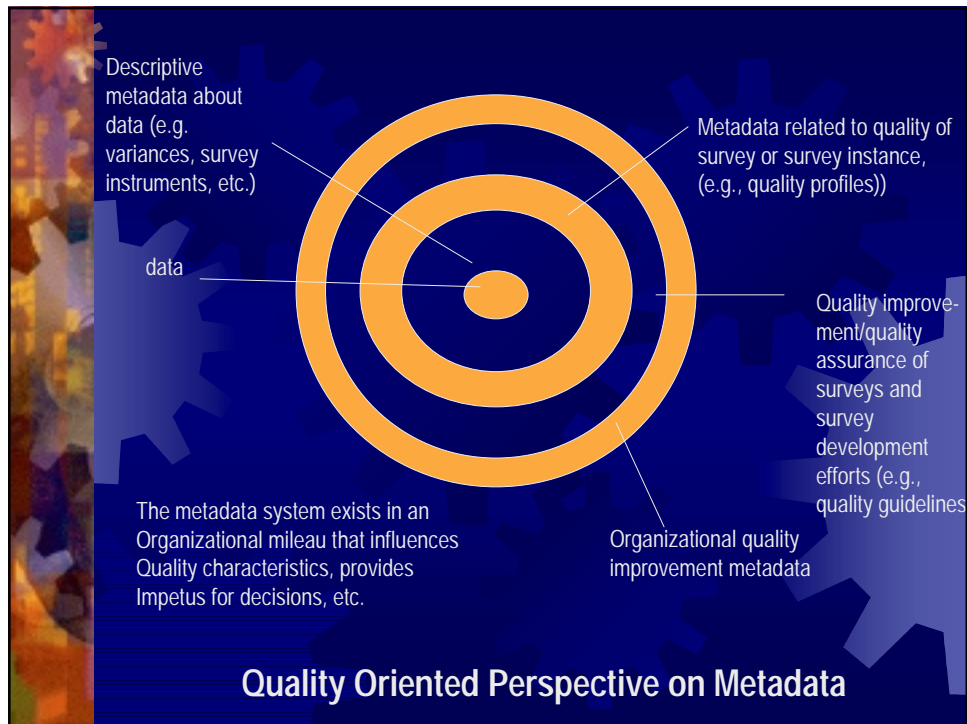 Descriptive
metadata about
data (e.g.
variances, survey
instruments, etc.)
data
Metadata related to quality of
survey or survey instance,
(e.g., quality profiles))
Quality improve-
ment/quality
assurance of
surveys and
survey
development
efforts (e.g.,
quality guidelines
Organizational quality
improvement metadata
The metadata system exists in an
Organizational mileau that influences
Quality characteristics, provides
Impetus for decisions, etc.
Quality Oriented Perspective on Metadata